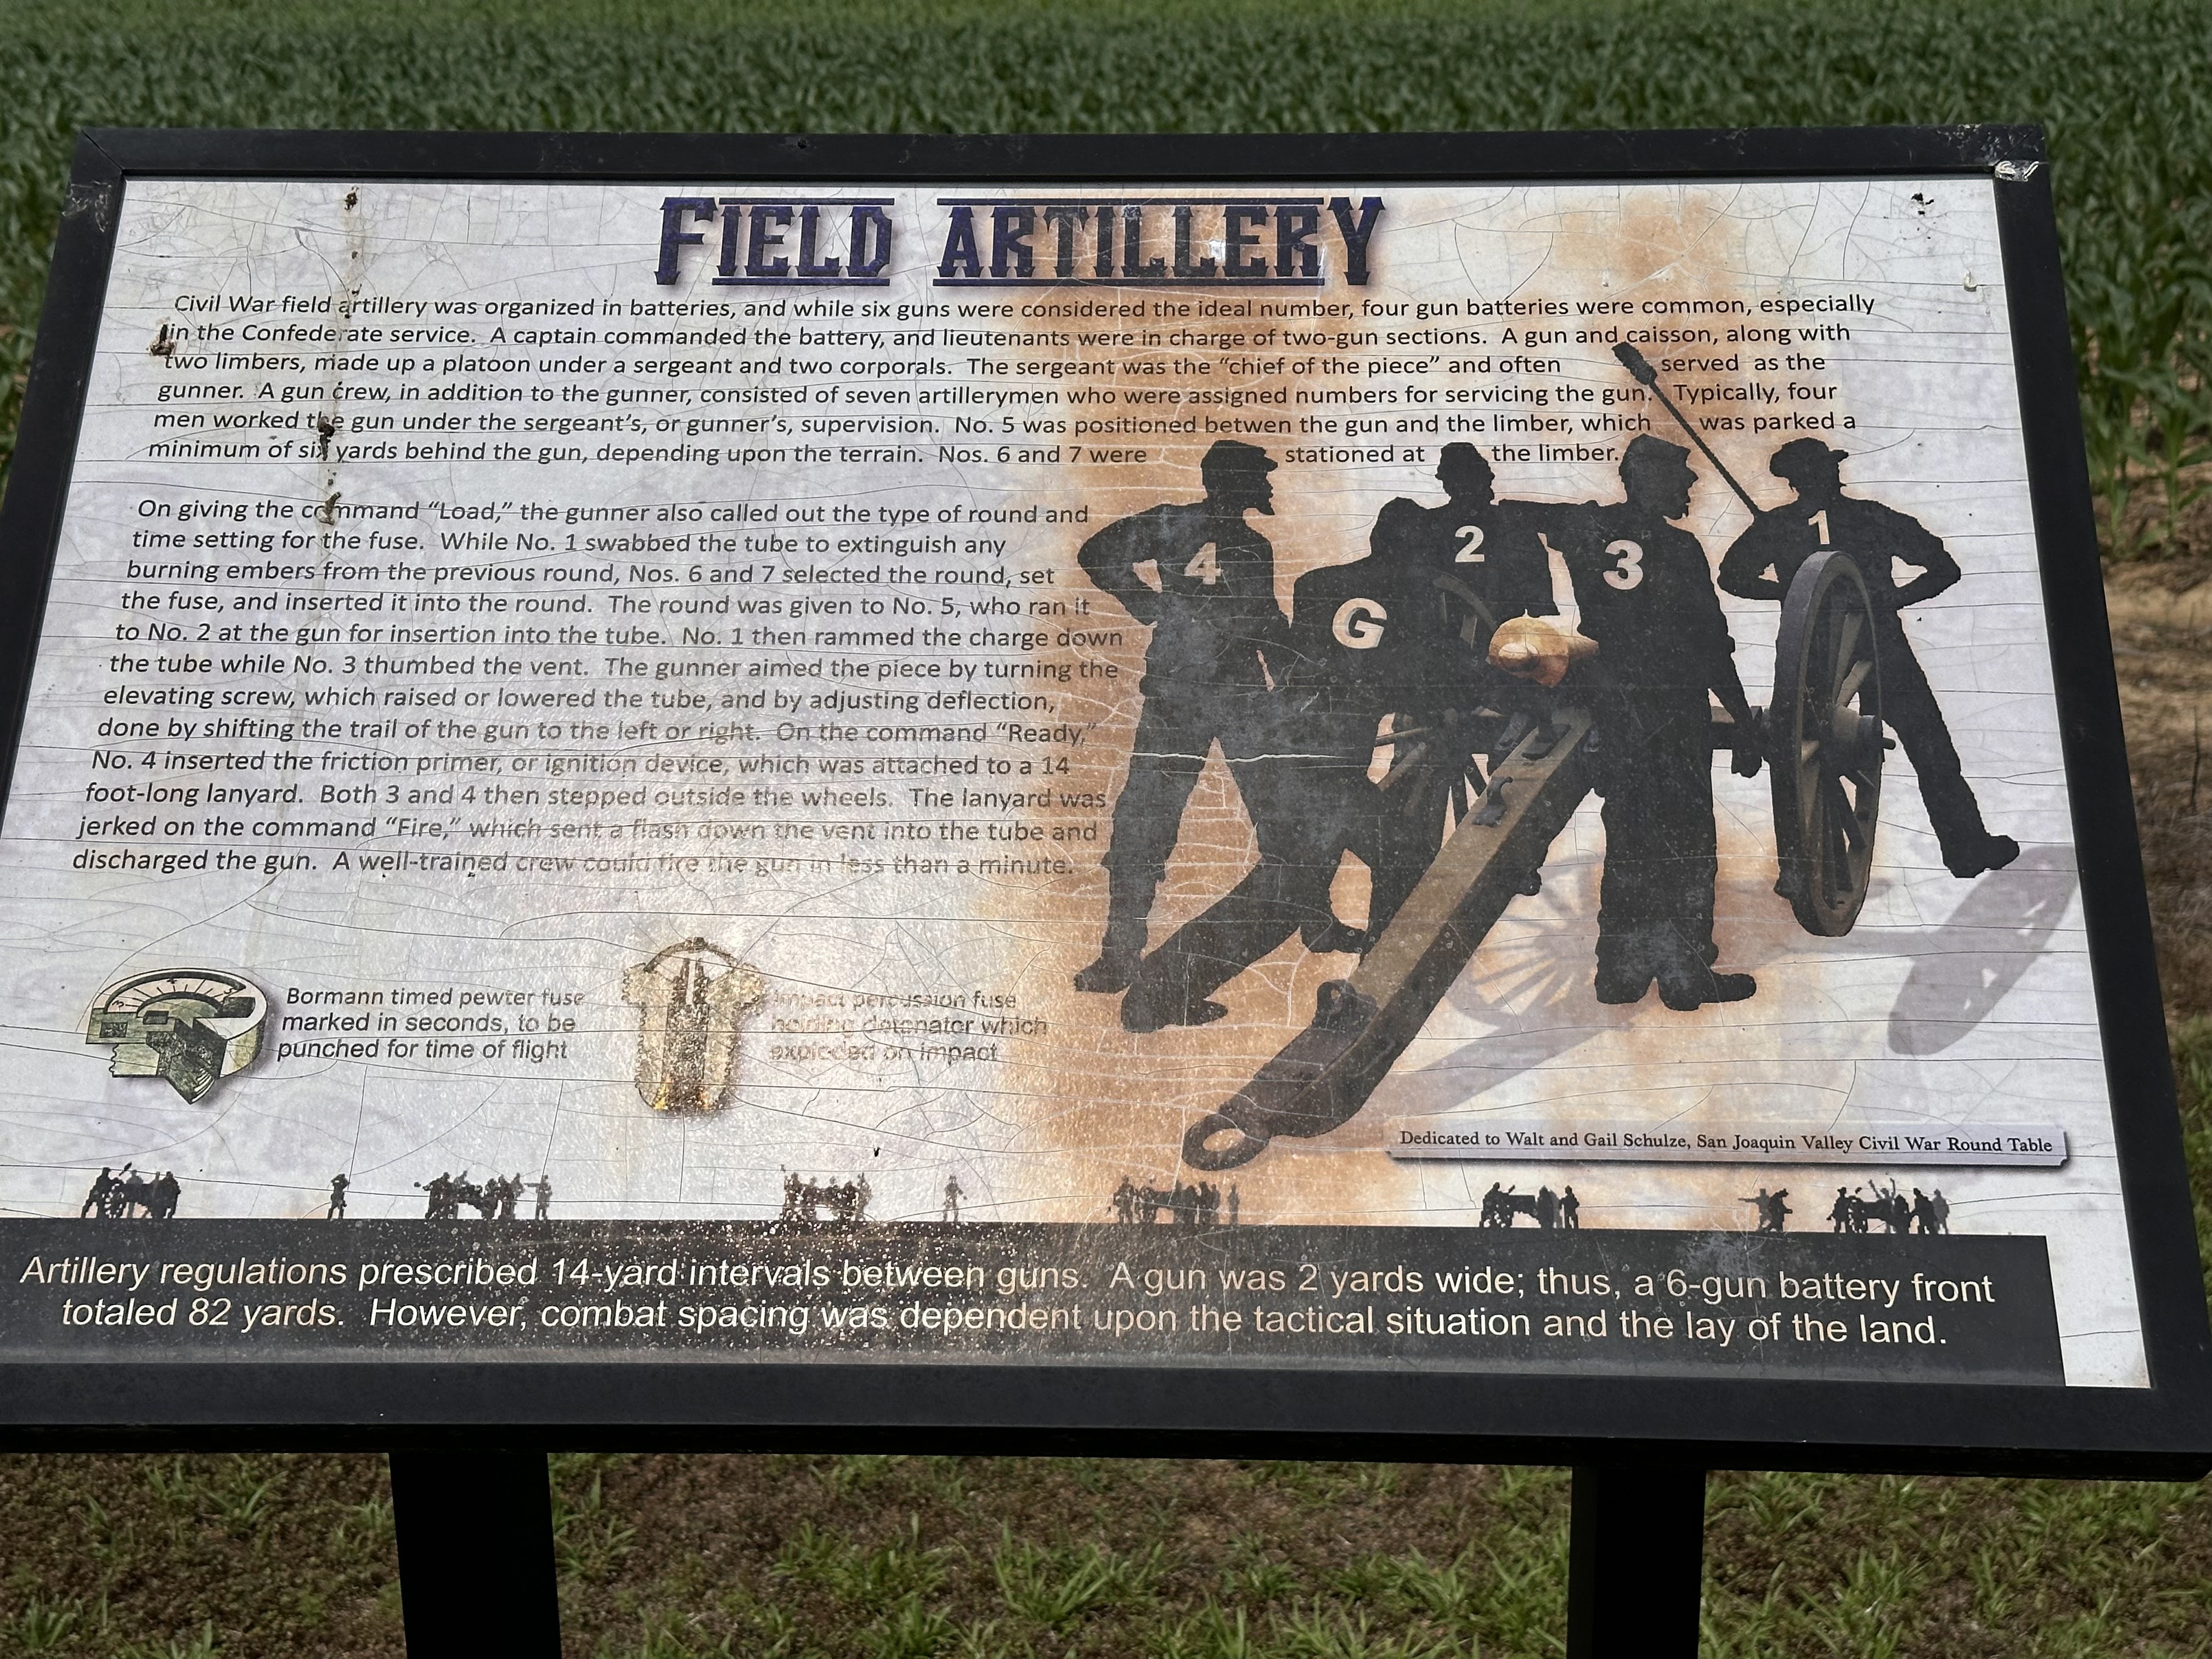 FIELD ARTILLERY
Civil War field artillery was organized in batteries, and while six guns were considered the ideal number, four gun batteries were common, especially
in the Confederate service. A captain commanded the battery, and lieutenants were in charge of two-gun sections. A gun and caisson, along with
two limbers, made up a platoon under a sergeant and two corporals. The sergeant was the “chief of the piece” and often served as the
gunner. A gun crew, in addition to the gunner, consisted of seven artillerymen who were assigned numbers for servicing the gun. Typically, four
men worked the gun under the sergeant’s, or gunner’s, supervision. No. 5 was positioned betwen the gun and the limber, which was parked a
minimum of six yards behind the gun, depending upon the terrain. Nos. 6 and 7 were stationed at the limber.
On giving the command “Load,” the gunner also called out the type of round and
time setting for the fuse. While No. 1 swabbed the tube to extinguish any
burning embers from the previous round, Nos. 6 and 7 selected the round, set
the fuse, and inserted it into the round. The round was given to No. 5, who ran it
to No. 2 at the gun for insertion into the tube. No. 1 then rammed the charge down
the tube while No. 3 thumbed the vent. The gunner aimed the piece by turning the
elevating screw, which raised or lowered the tube, and by adjusting deflection,
done by shifting the trail of the gun to the left or right. On the command “Ready,”
No. 4 inserted the friction primer, or ignition device, which was attached to a 14
foot-long lanyard. Both 3 and 4 then stepped outside the wheels. The lanyard was
jerked on the command “Fire,” which sent a flash down the vent into the tube and
discharged the gun. A well-trained crew could fire the gun in less than a minute.
4
G
2
3
1
Bormann timed pewter fuse
marked in seconds, to be
punched for time of flight
Impact percussion fuse
holding detonator which
exploded on impact
Dedicated to Walt and Gail Schulze, San Joaquin Valley Civil War Round Table
Artillery regulations prescribed 14-yard intervals between guns. A gun was 2 yards wide; thus, a 6-gun battery front
totaled 82 yards. However, combat spacing was dependent upon the tactical situation and the lay of the land.